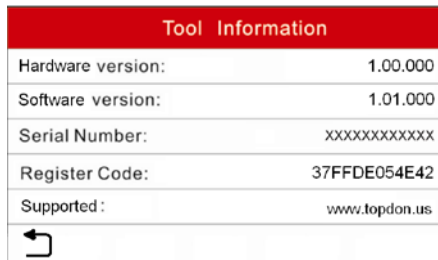 Tool Information
Hardware version: 1.00.000
Software version: 1.01.000
Serial Number: XXXXXXXXXXXX
Register Code: 37FFDE054E42
Supported : www.topdon.us